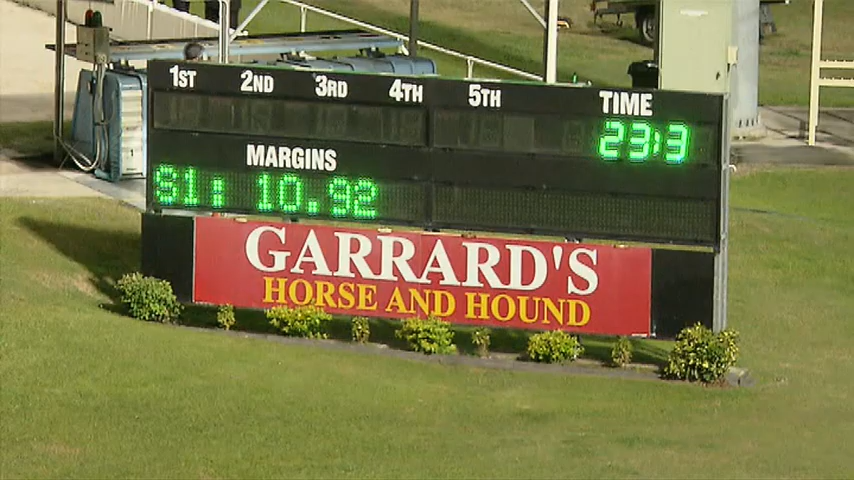 1ST 2ND 3RD 4TH 5TH TIME
23:3
MARGINS
S1: 10.92
GARRARD'S
HORSE AND HOUND